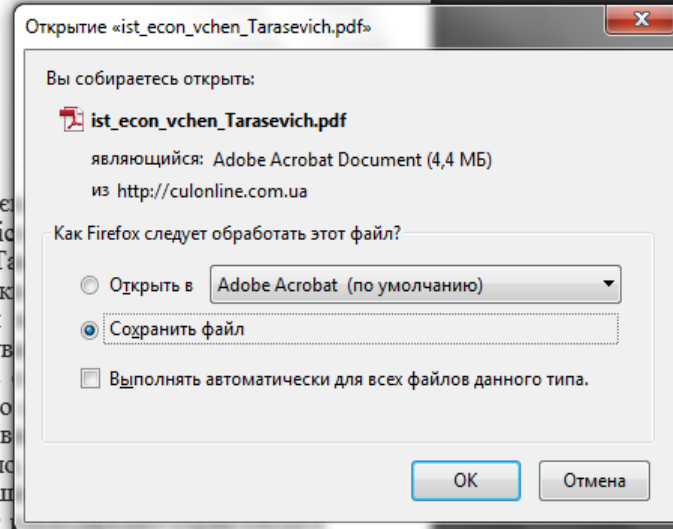 Открытие «ist_econ_vchen_Tarasevich.pdf»
Вы собираетесь открыть:
ist_econ_vchen_Tarasevich.pdf
являющийся: Adobe Acrobat Document (4,4 МБ)
из http://culonline.com.ua
Как Firefox следует обработать этот файл?
Открыть в Adobe Acrobat (по умолчанию)
Сохранить файл
Выполнять автоматически для всех файлов данного типа.
OK Отмена